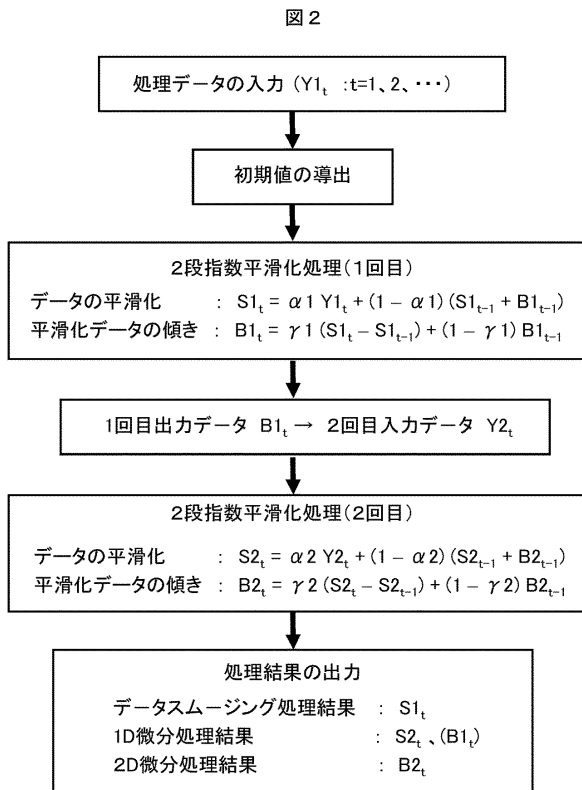 図2
処理データの入力 (Y1t :t=1、2、・・・)
初期値の導出
2段指数平滑化処理(1回目)
データの平滑化 : S1t = α1 Y1t + (1 − α1) (S1t-1 + B1t-1)
平滑化データの傾き : B1t = γ1 (S1t − S1t-1) + (1 − γ1) B1t-1
1回目出力データ B1t → 2回目入力データ Y2t
2段指数平滑化処理(2回目)
データの平滑化 : S2t = α2 Y2t + (1 − α2) (S2t-1 + B2t-1)
平滑化データの傾き : B2t = γ2 (S2t − S2t-1) + (1 − γ2) B2t-1
処理結果の出力
データスムージング処理結果 : S1t
1D微分処理結果 : S2t 、(B1t)
2D微分処理結果 : B2t